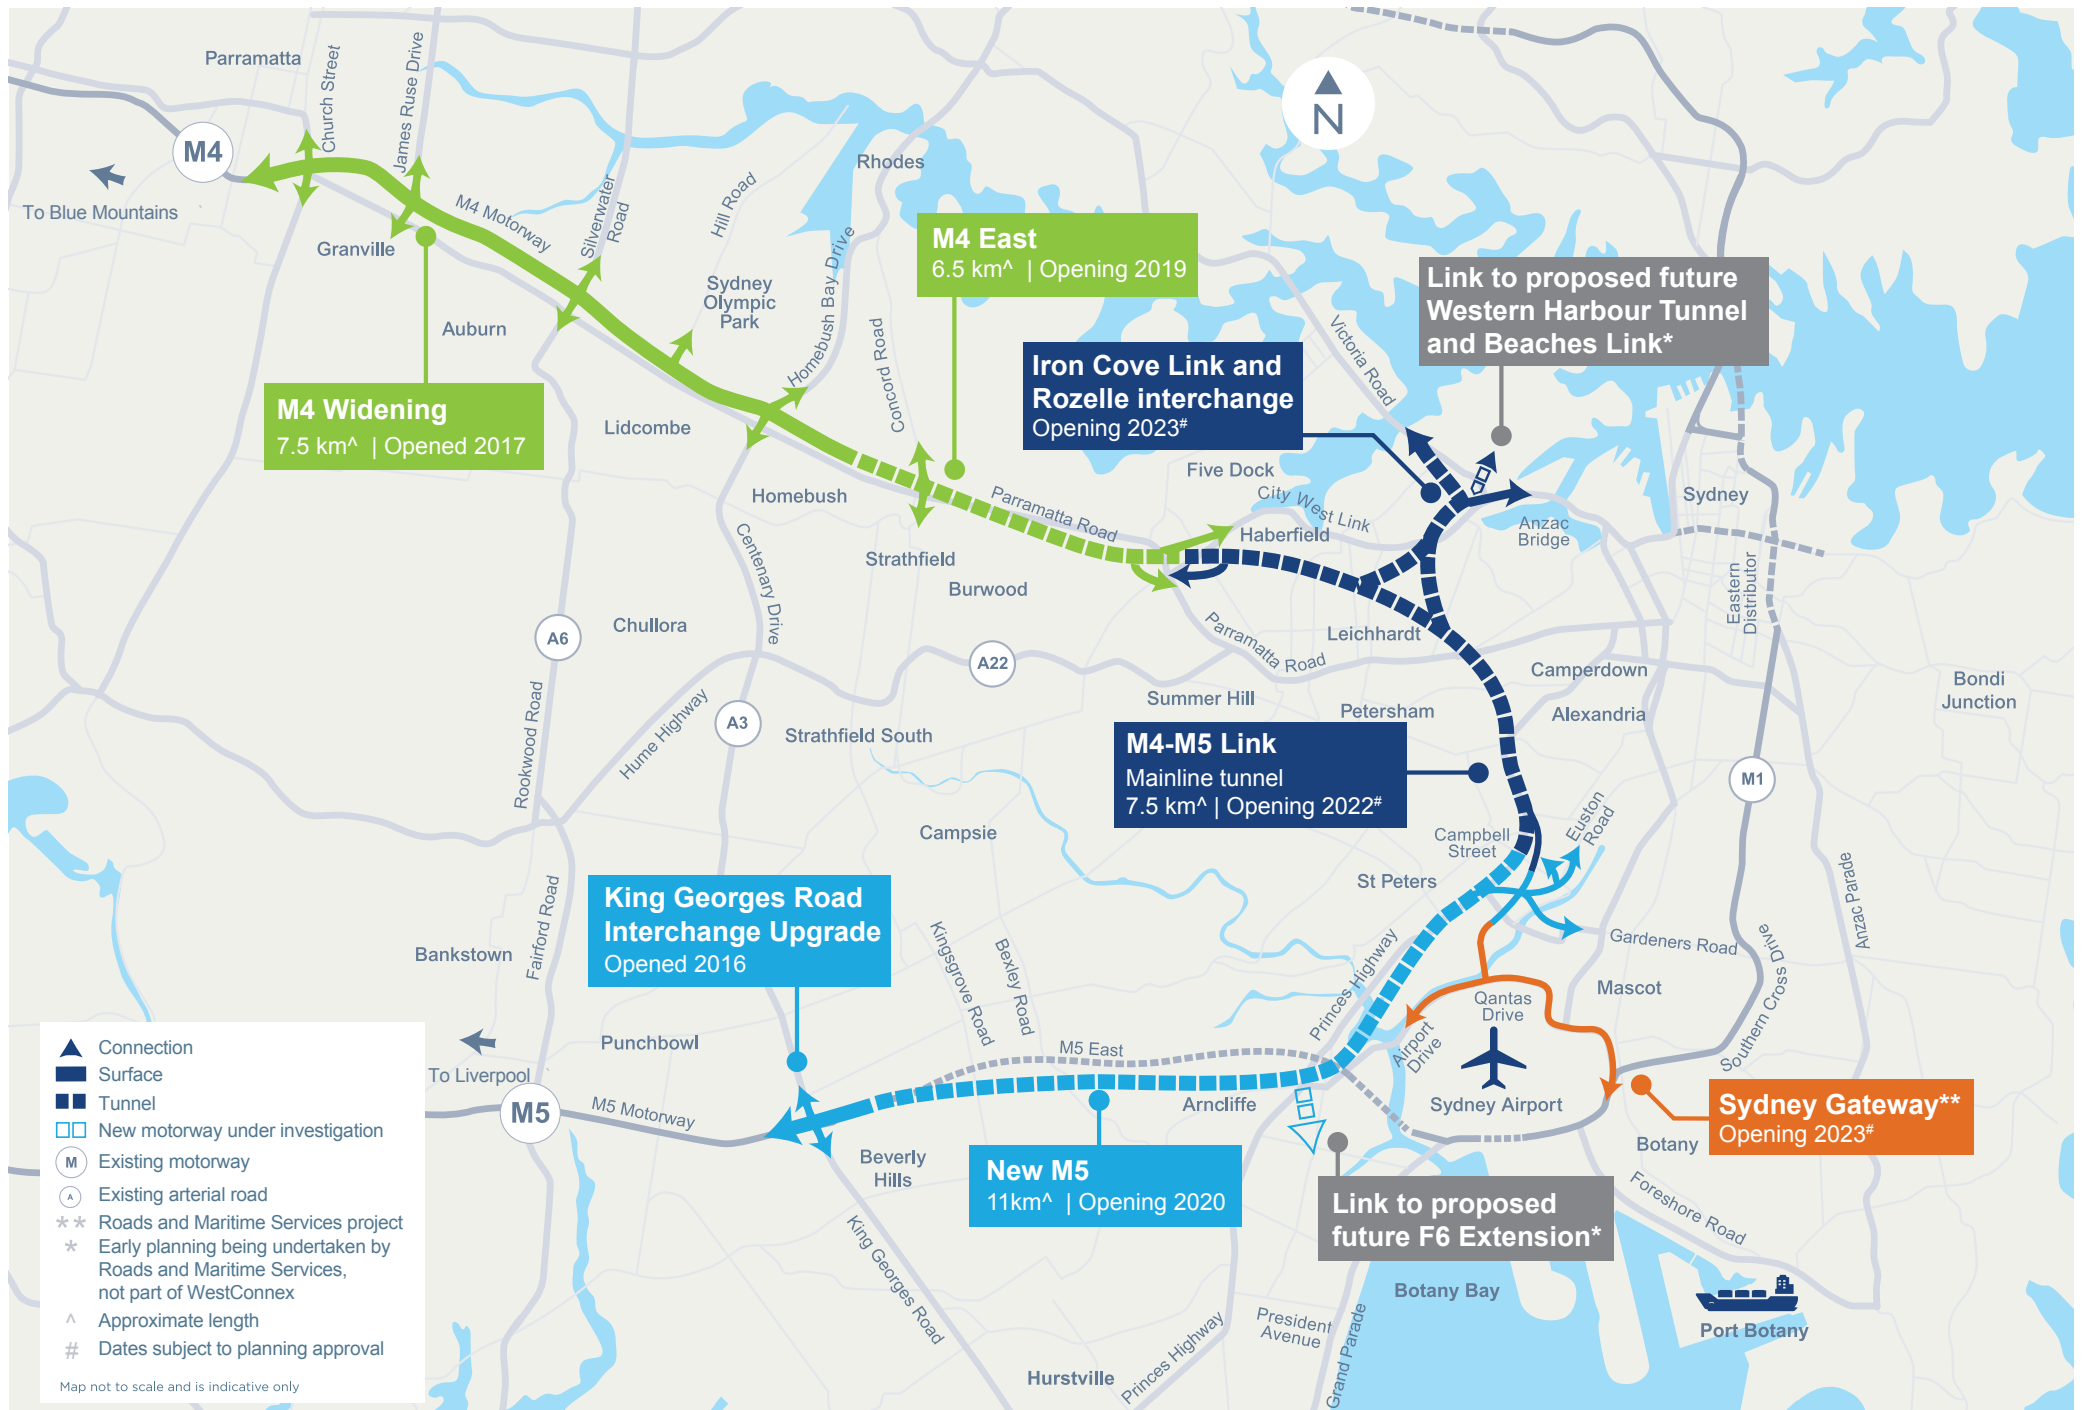 Parramatta
Church Street
James Ruse Drive
M4
To Blue Mountains
Granville
M4 Motorway
Silverwater
Road
Hill Road
Rhodes
Sydney
Olympic
Park
Homebush Bay Drive
Auburn
N
M4 East
6.5 km^ | Opening 2019
Link to proposed future
Western Harbour Tunnel
and Beaches Link*
Iron Cove Link and
Rozelle interchange
Opening 2023#
Victoria Road
M4 Widening
7.5 km^ | Opened 2017
Lidcombe
Concord Road
Homebush
Five Dock
City West Link
Haberfield
Parramatta Road
Anzac
Bridge
Sydney
Eastern
Distributor
Strathfield
Burwood
Centenary Drive
A6
Chullora
A22
Parramatta Road
Leichhardt
Camperdown
Bondi
Junction
Summer Hill
Petersham
Alexandria
Rookwood Road
Hume Highway
A3
Strathfield South
M4-M5 Link
Mainline tunnel
7.5 km^ | Opening 2022#
M1
Campsie
Campbell
Street
Euston
Road
St Peters
Anzac Parade
King Georges Road
Interchange Upgrade
Opened 2016
Bankstown
Fairford Road
Kingsgrove Road
Bexley Road
Princes Highway
Gardeners Road
Mascot
Southern Cross Drive
Qantas
Drive
Airport
Drive
Punchbowl
M5 East
To Liverpool
M5
M5 Motorway
Arncliffe
Sydney Airport
Sydney Gateway**
Opening 2023#
Botany
Beverly
Hills
New M5
11km^ | Opening 2020
Link to proposed
future F6 Extension*
Foreshore Road
King Georges Road
Botany Bay
President
Avenue
Port Botany
Princes Highway
Grand Parade
Hurstville
Connection
Surface
Tunnel
New motorway under investigation
M Existing motorway
A Existing arterial road
** Roads and Maritime Services project
* Early planning being undertaken by
Roads and Maritime Services,
not part of WestConnex
^ Approximate length
# Dates subject to planning approval
Map not to scale and is indicative only